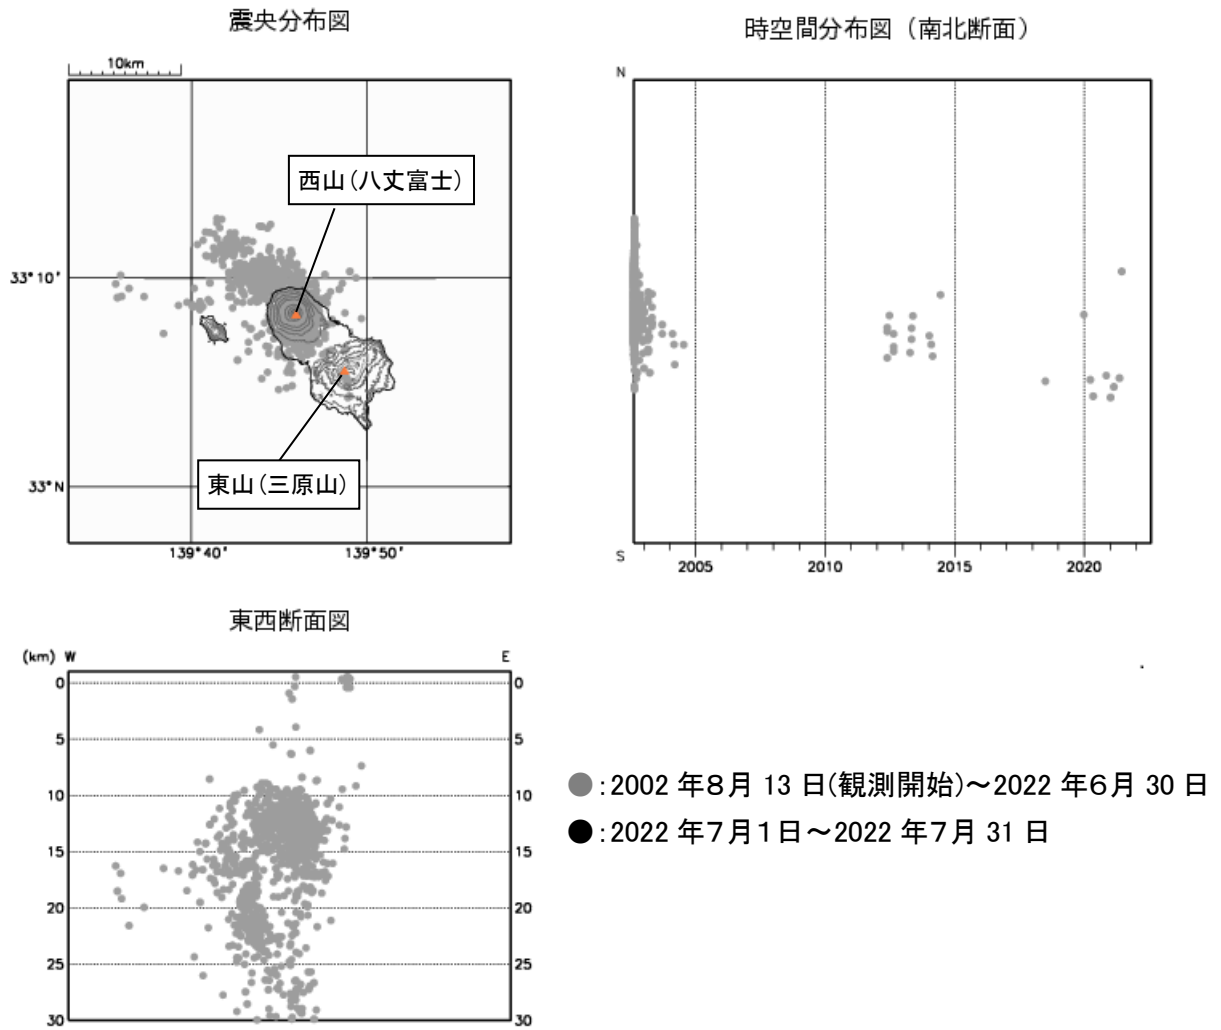 震央分布図
10km
西山(八丈富士)
33°10′
東山(三原山)
33°N
139°40′ 139°50′
時空間分布図(南北断面)
N
S
2005 2010 2015 2020
東西断面図
(km) W E
0 0
5 5
10 10
15 15
20 20
25 25
30 30
●:2002 年8月 13 日(観測開始)~2022 年6月 30 日
●:2022 年7月1日~2022 年7月 31 日